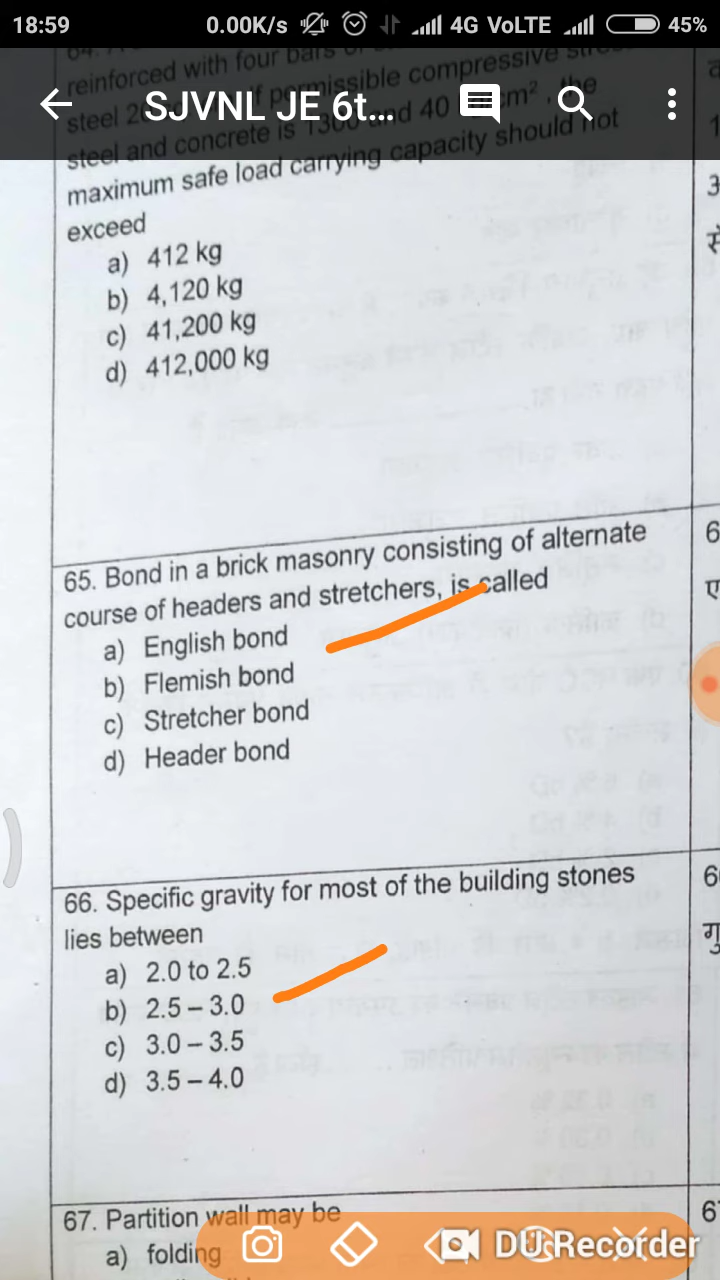 18:59
0.00K/s
4G VoLTE
45%
SJVNL JE 6t...
reinforced with four bars
steel and concrete is 1300 and 40
maximum safe load carrying capacity should not
exceed
a) 412 kg
b) 4,120 kg
c) 41,200 kg
d) 412,000 kg
65. Bond in a brick masonry consisting of alternate
course of headers and stretchers, is called
a) English bond
b) Flemish bond
c) Stretcher bond
d) Header bond
66. Specific gravity for most of the building stones
lies between
a) 2.0 to 2.5
b) 2.5 – 3.0
c) 3.0 – 3.5
d) 3.5 – 4.0
67. Partition wall may be
a) folding
DU Recorder